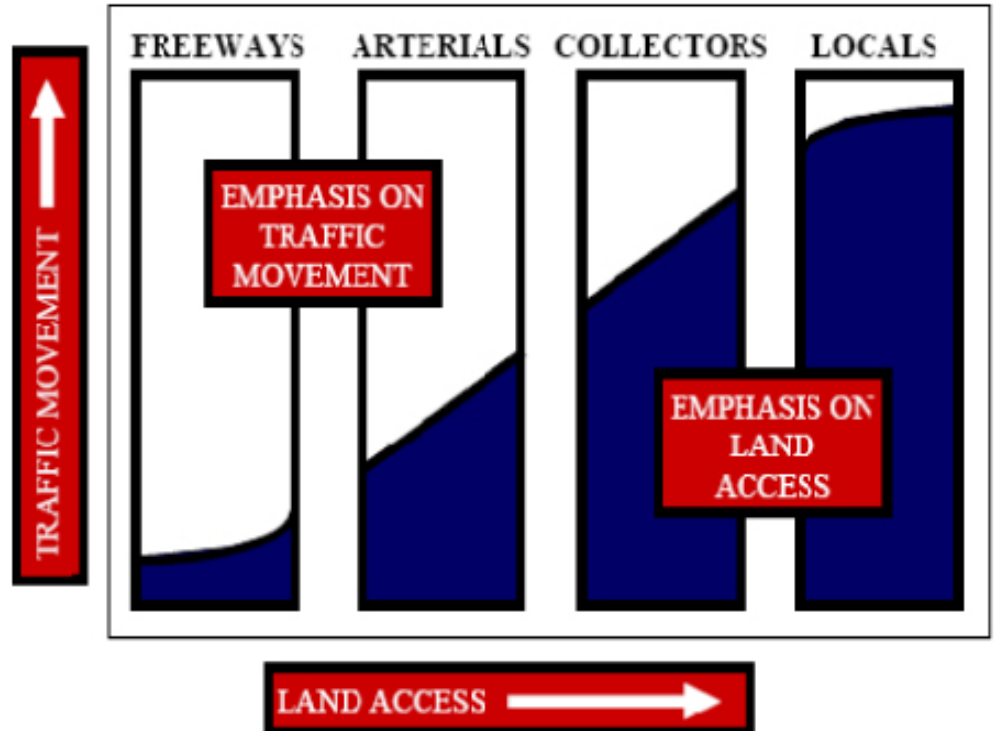 FREEWAYS ARTERIALS COLLECTORS LOCALS
EMPHASIS ON
TRAFFIC
MOVEMENT
EMPHASIS ON
LAND
ACCESS
TRAFFIC MOVEMENT
LAND ACCESS